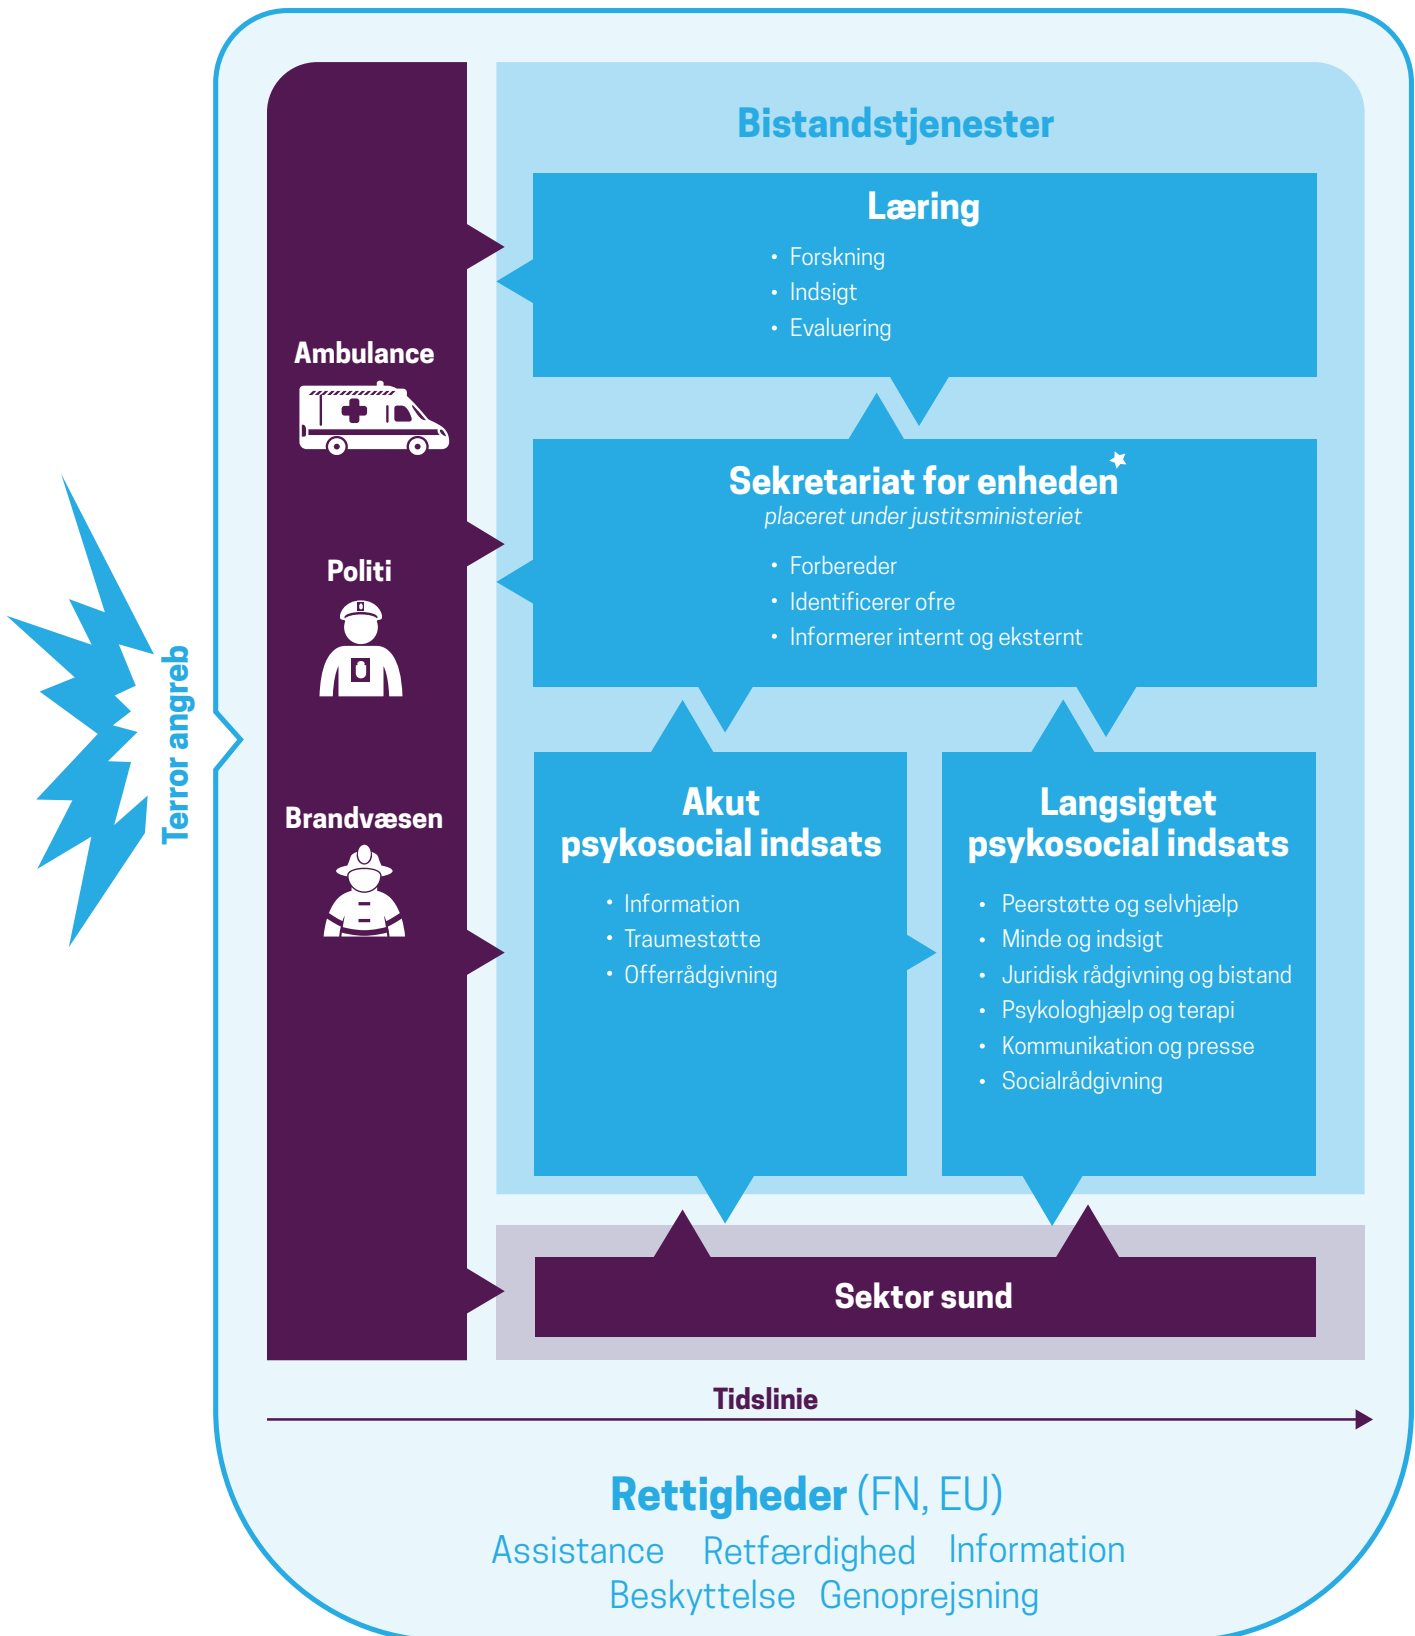 Terror angreb
Ambulance
Politi
Brandvæsen
Bistandstjenester
Læring
• Forskning
• Indsigt
• Evaluering
Sekretariat for enheden
placeret under justitsministeriet
• Forbereder
• Identificerer ofre
• Informerer internt og eksternt
Akut
psykosocial indsats
• Information
• Traumestøtte
• Offerrådgivning
Langsigtet
psykosocial indsats
• Peerstøtte og selvhjælp
• Minde og indsigt
• Juridisk rådgivning og bistand
• Psykologhjælp og terapi
• Kommunikation og presse
• Socialrådgivning
Sektor sund
Tidslinie
Rettigheder (FN, EU)
Assistance Retfærdighed Information
Beskyttelse Genoprejsning